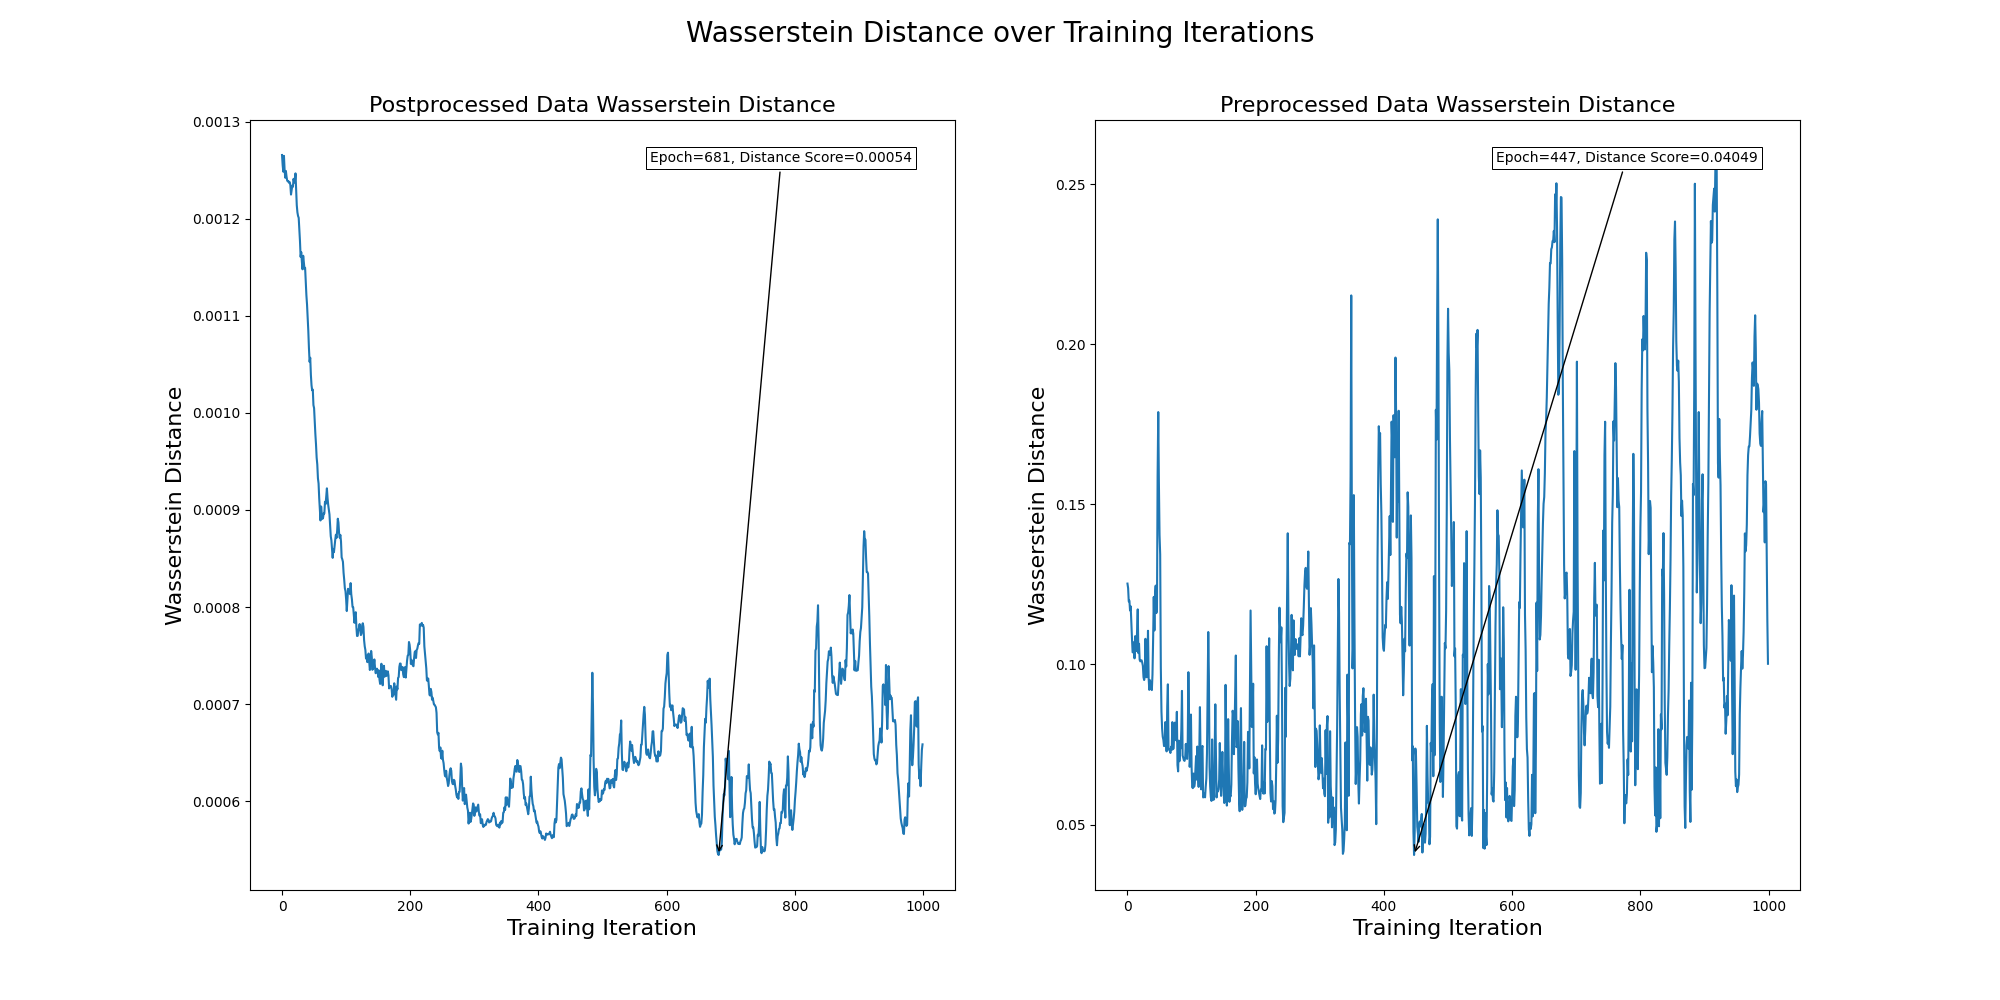 Wasserstein Distance over Training Iterations
Postprocessed Data Wasserstein Distance
Epoch=681, Distance Score=0.00054
Wasserstein Distance
0.0013
0.0012
0.0011
0.0010
0.0009
0.0008
0.0007
0.0006
0 200 400 600 800 1000
Training Iteration
Preprocessed Data Wasserstein Distance
Epoch=447, Distance Score=0.04049
Wasserstein Distance
0.25
0.20
0.15
0.10
0.05
0 200 400 600 800 1000
Training Iteration